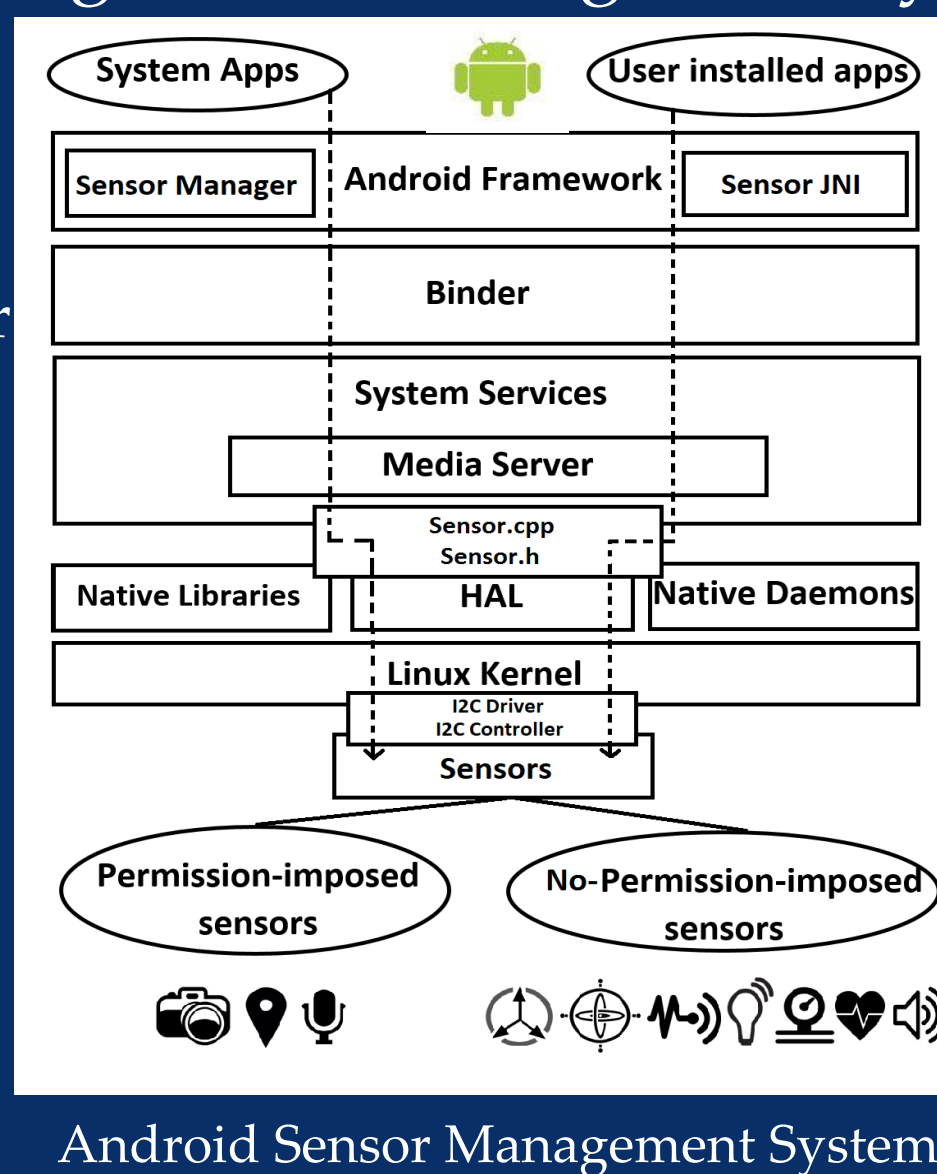 System Apps
User installed apps
Sensor Manager
Android Framework
Sensor JNI
Binder
System Services
Media Server
Sensor.cpp
Sensor.h
Native Libraries
HAL
Native Daemons
Linux Kernel
I2C Driver
I2C Controller
Sensors
Permission-imposed
sensors
No-Permission-imposed
sensors
Android Sensor Management System